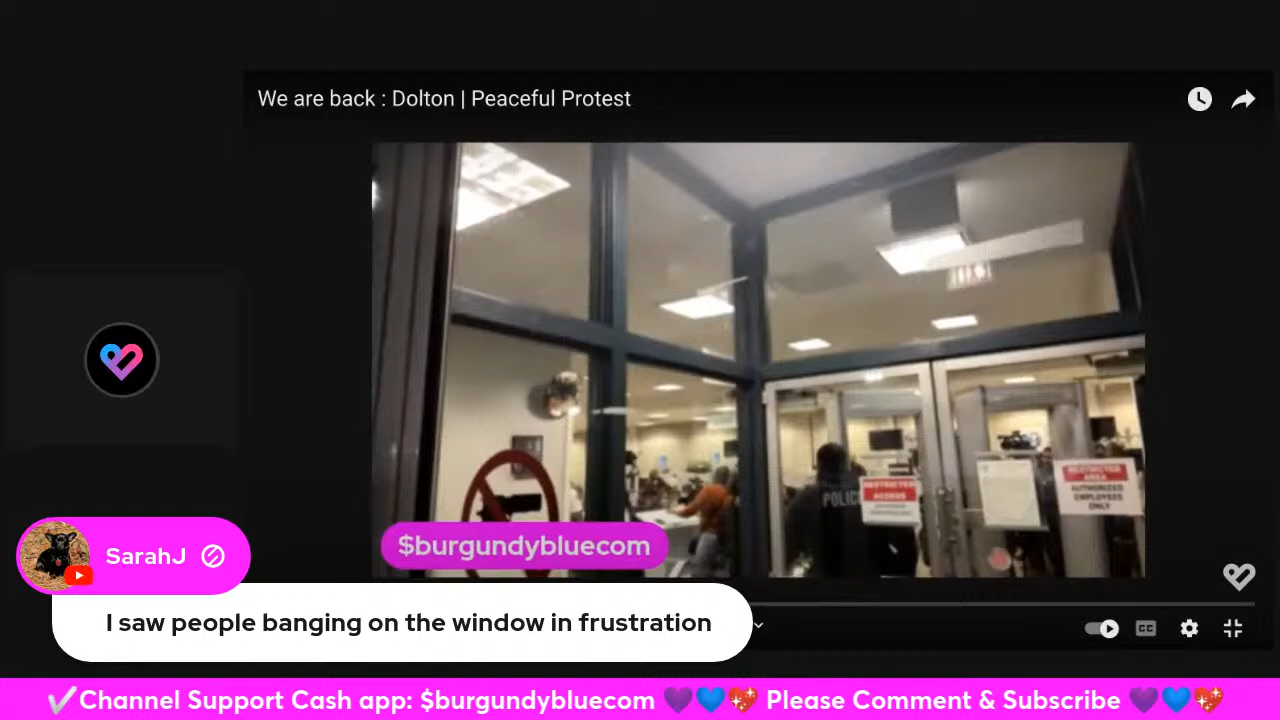 We are back : Dolton | Peaceful Protest
EXIT
POLICE
RESTRICTED
ACCESS
RESTRICTED
AREA
AUTHORIZED
EMPLOYEES
ONLY
$burgundybluecom
SarahJ
I saw people banging on the window in frustration
CC
✔️Channel Support Cash app: $burgundybluecom 💜💙💖 Please Comment & Subscribe 💜💙💖